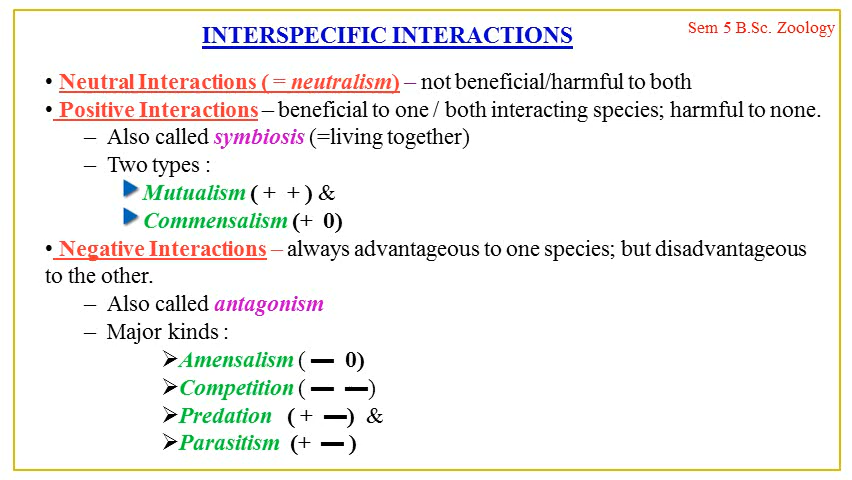 INTERSPECIFIC INTERACTIONS
Sem 5 B.Sc. Zoology
• Neutral Interactions ( = neutralism) – not beneficial/harmful to both
• Positive Interactions – beneficial to one / both interacting species; harmful to none.
– Also called symbiosis (=living together)
– Two types :
Mutualism ( + + ) &
Commensalism (+ 0)
• Negative Interactions – always advantageous to one species; but disadvantageous
to the other.
– Also called antagonism
– Major kinds :
➢Amensalism ( — 0)
➢Competition ( — —)
➢Predation ( + —) &
➢Parasitism (+ — )